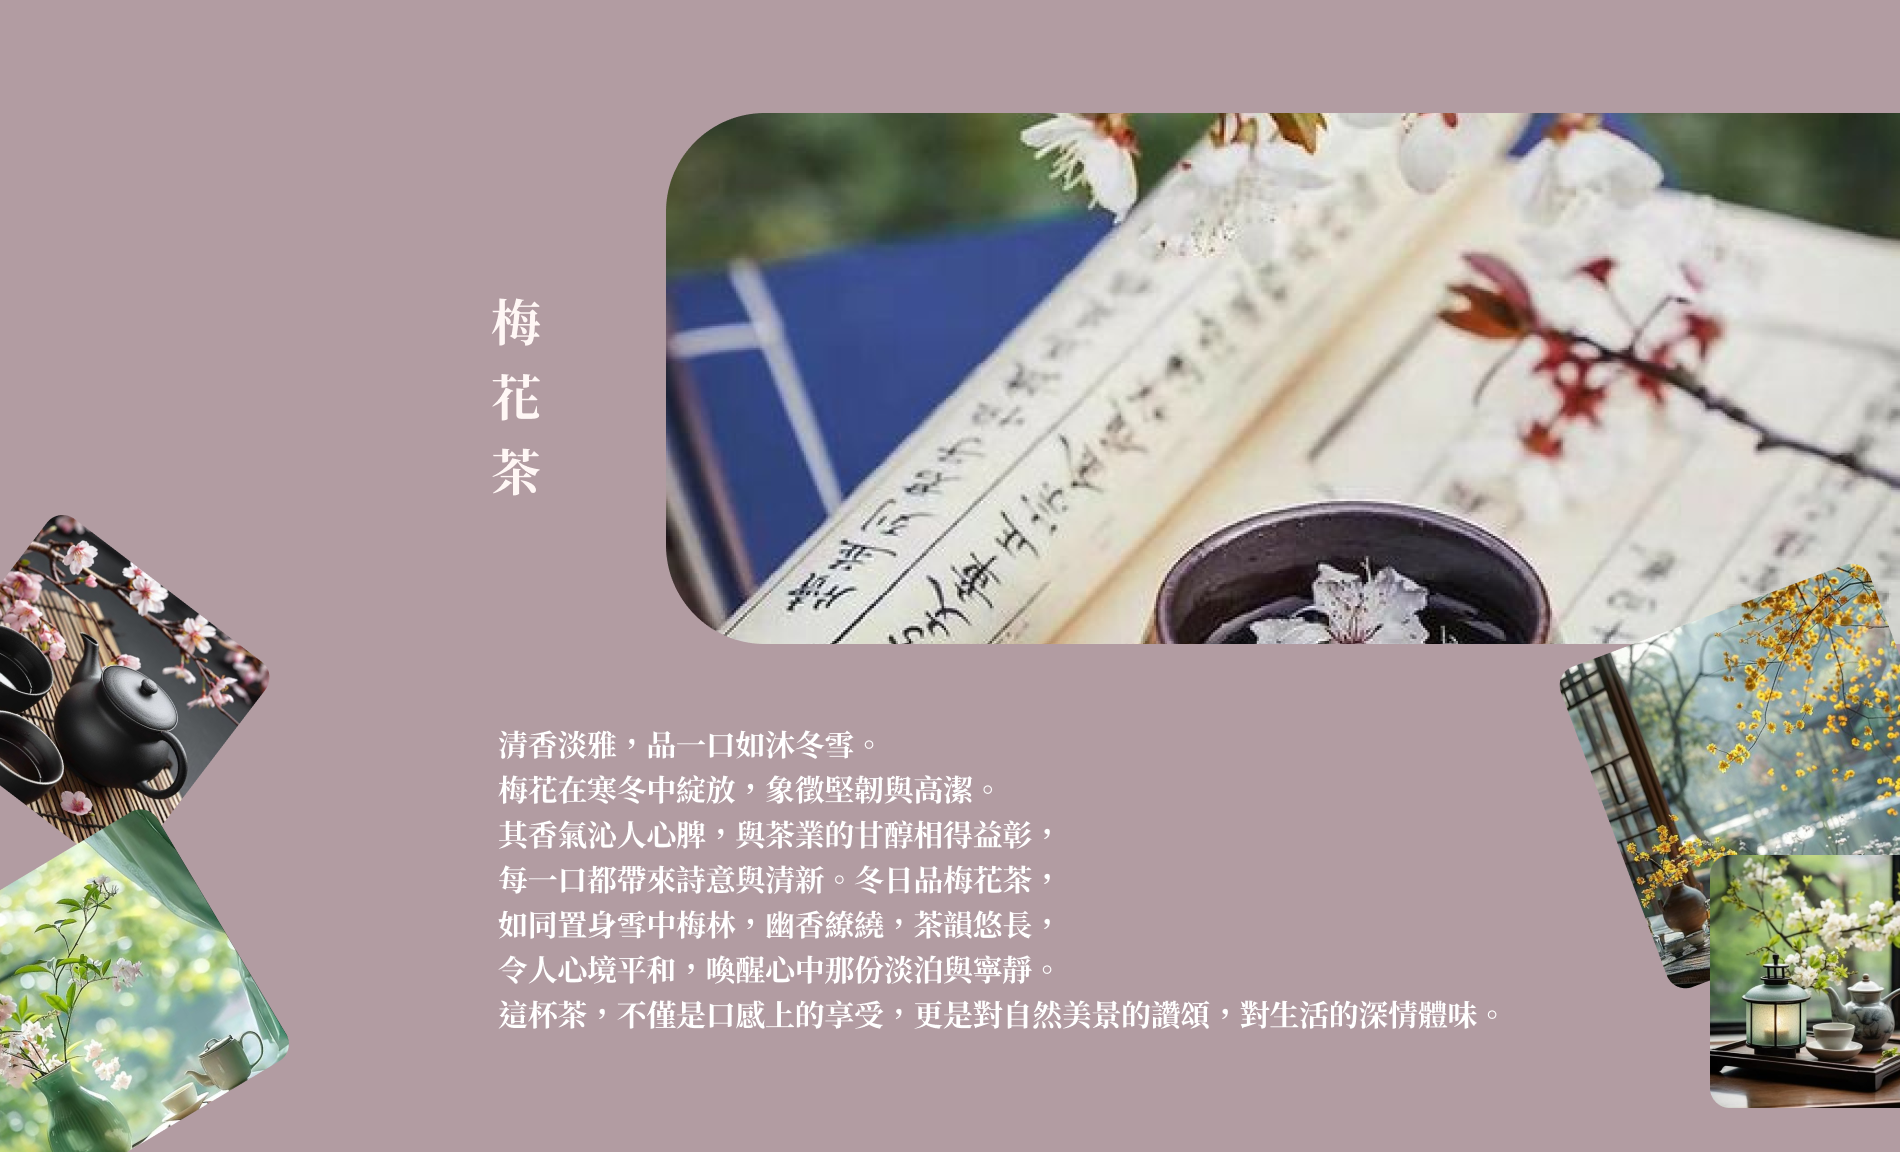 梅花茶
清香淡雅，品一口如沐冬雪。
梅花在寒冬中綻放，象徵堅韌與高潔。
其香氣沁人心脾，與茶業的甘醇相得益彰，
每一口都帶來詩意與清新。冬日品梅花茶，
如同置身雪中梅林，幽香繚繞，茶韻悠長，
令人心境平和，喚醒心中那份淡泊與寧靜。
這杯茶，不僅是口感上的享受，更是對自然美景的讚頌，對生活的深情體味。